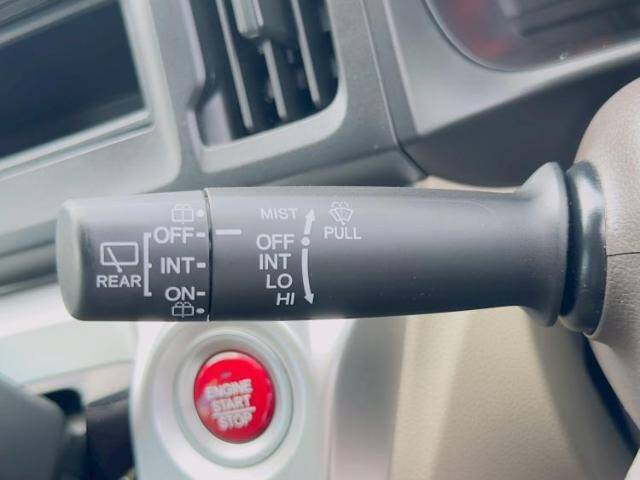 MIST
PULL
OFF
INT
LO
HI
OFF
INT
ON
REAR
ENGINE
START
STOP